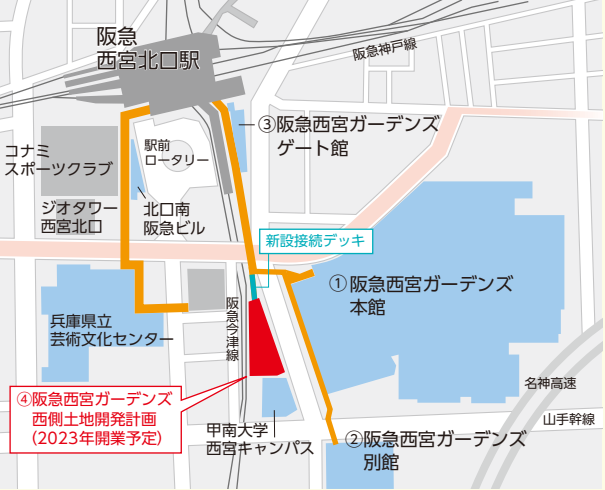 阪急
西宮北口駅
阪急神戸線
③阪急西宮ガーデンズ
ゲート館
駅前
ロータリー
コナミ
スポーツクラブ
ジオタワー
西宮北口
北口南
阪急ビル
新設接続デッキ
①阪急西宮ガーデンズ
本館
兵庫県立
芸術文化センター
阪急今津線
名神高速
④阪急西宮ガーデンズ
西側土地開発計画
(2023年開業予定)
山手幹線
甲南大学
西宮キャンパス
②阪急西宮ガーデンズ
別館